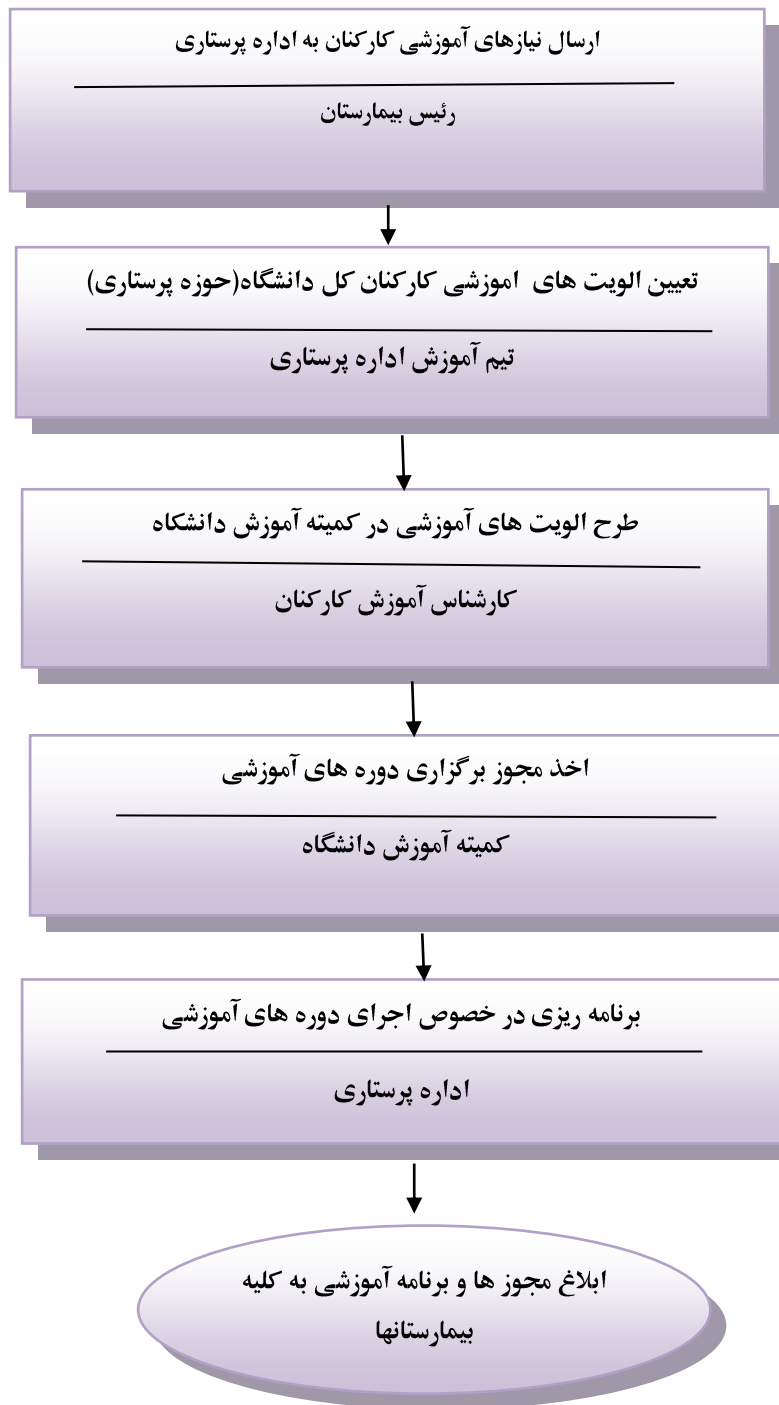 ارسال نیازهای آموزشی کارکنان به اداره پرستاری
رئیس بیمارستان
تعیین الویت های اموزشی کارکنان کل دانشگاه(حوزه پرستاری)
تیم آموزش اداره پرستاری
طرح الویت های آموزشی در کمیته آموزش دانشکاه
کارشناس آموزش کارکنان
اخذ مجوز برگزاری دوره های آموزشی
کمیته آموزش دانشگاه
برنامه ریزی در خصوص اجرای دوره های آموزشی
اداره پرستاری
ابلاغ مجوز ها و برنامه آموزشی به کلیه
بیمارستانها